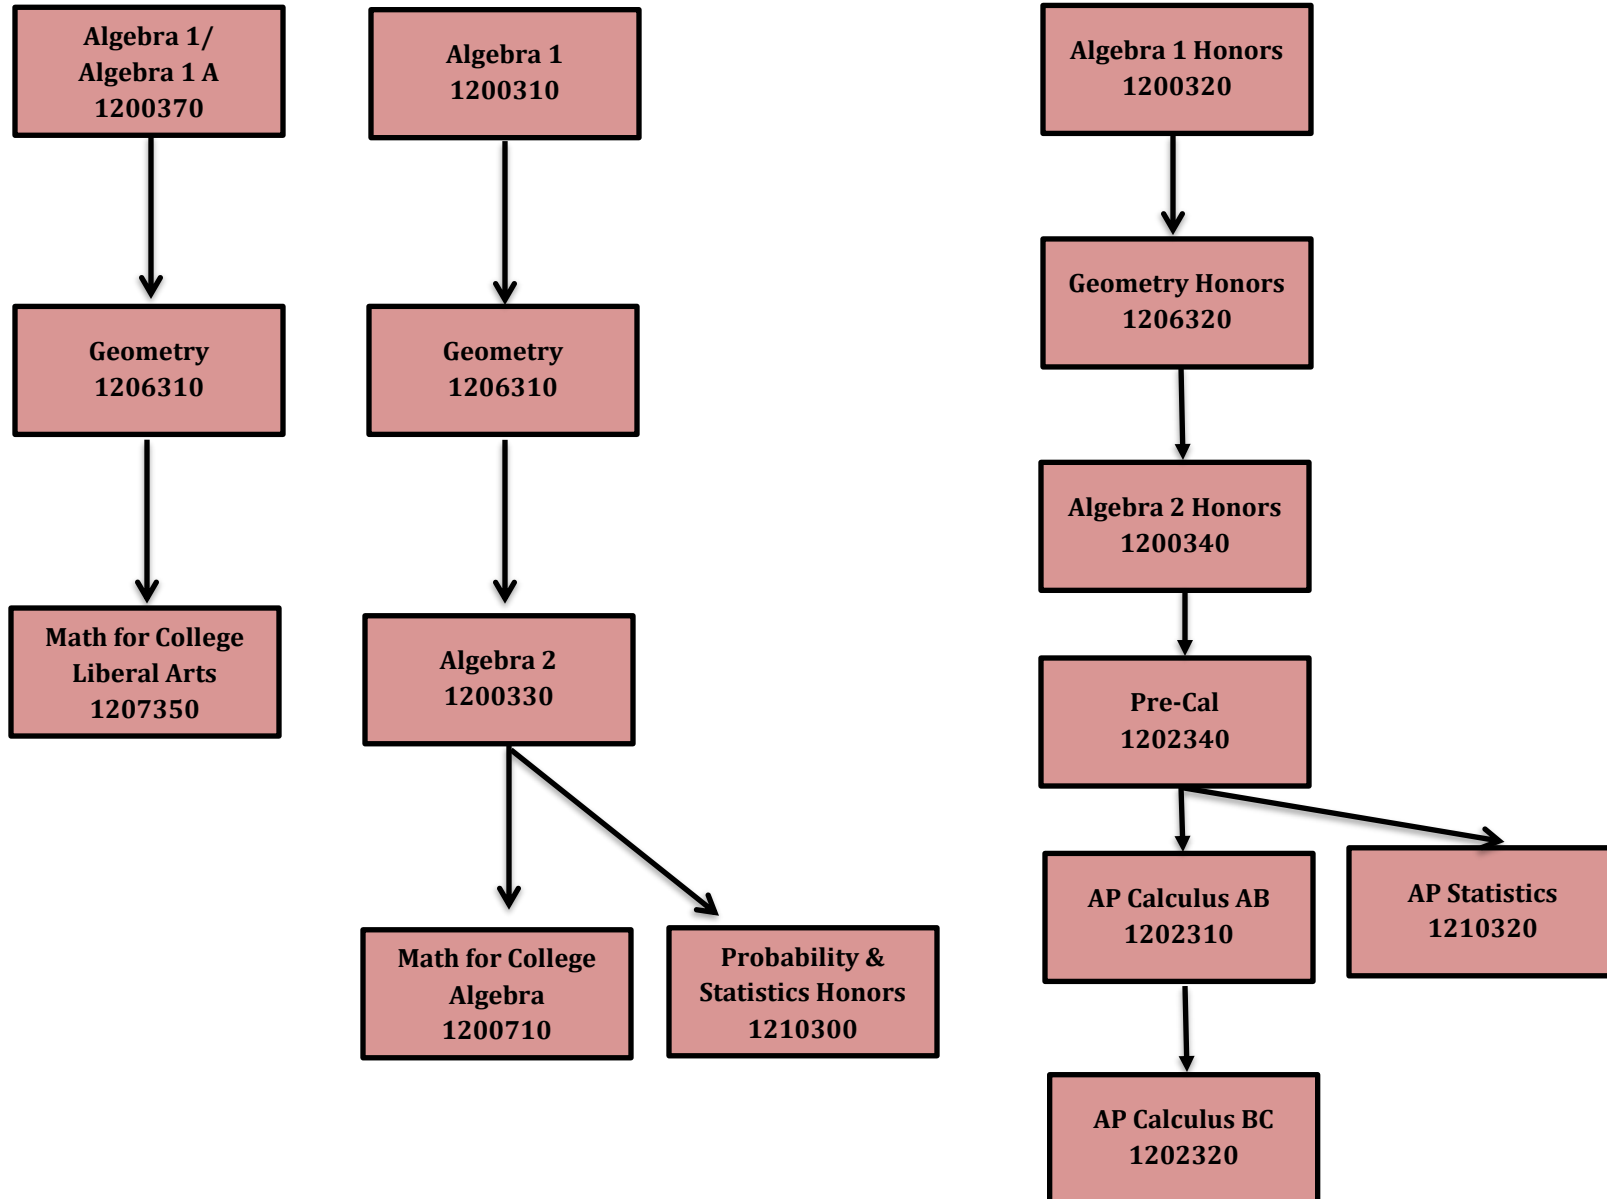 Algebra 1/
Algebra 1 A
1200370
Algebra 1
1200310
Algebra 1 Honors
1200320
Geometry Honors
1206320
Geometry
1206310
Geometry
1206310
Algebra 2 Honors
1200340
Math for College
Liberal Arts
1207350
Algebra 2
1200330
Pre-Cal
1202340
AP Calculus AB
1202310
AP Statistics
1210320
Math for College
Algebra
1200710
Probability &
Statistics Honors
1210300
AP Calculus BC
1202320